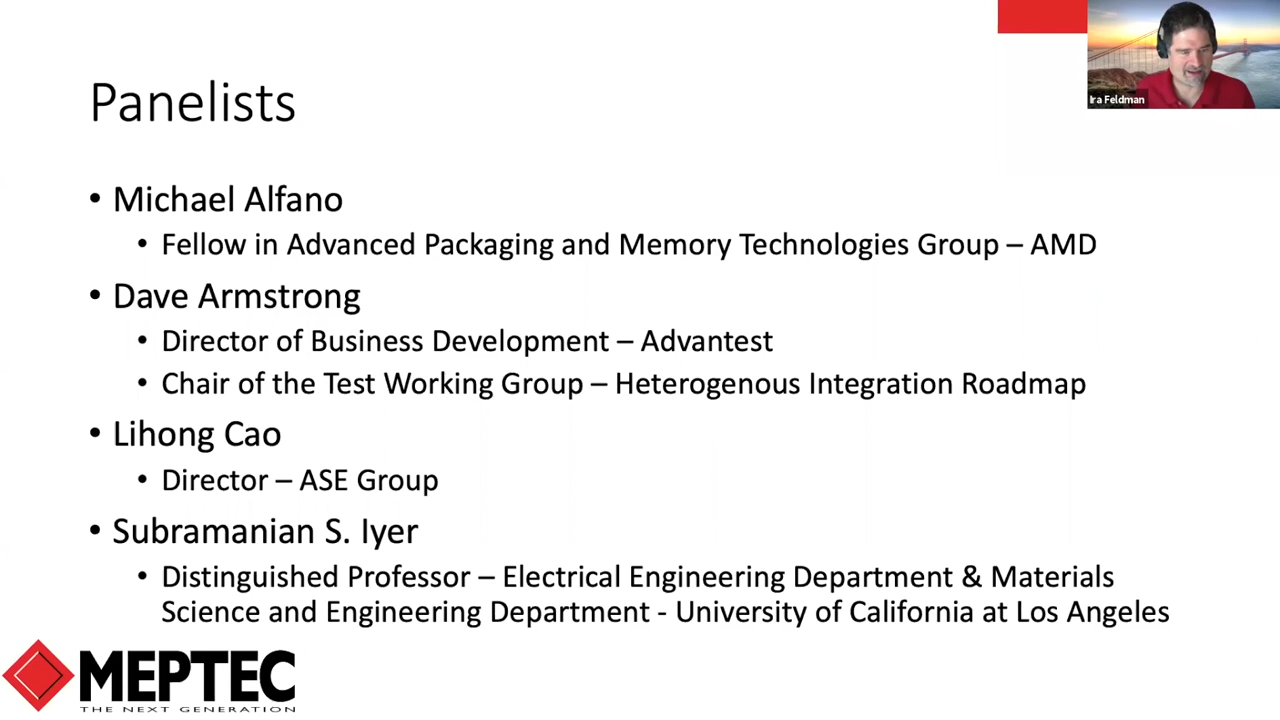 Ira Feldman
Panelists
• Michael Alfano
• Fellow in Advanced Packaging and Memory Technologies Group – AMD
• Dave Armstrong
• Director of Business Development – Advantest
• Chair of the Test Working Group – Heterogenous Integration Roadmap
• Lihong Cao
• Director – ASE Group
• Subramanian S. Iyer
• Distinguished Professor – Electrical Engineering Department & Materials
Science and Engineering Department - University of California at Los Angeles
MEPTEC
THE NEXT GENERATION